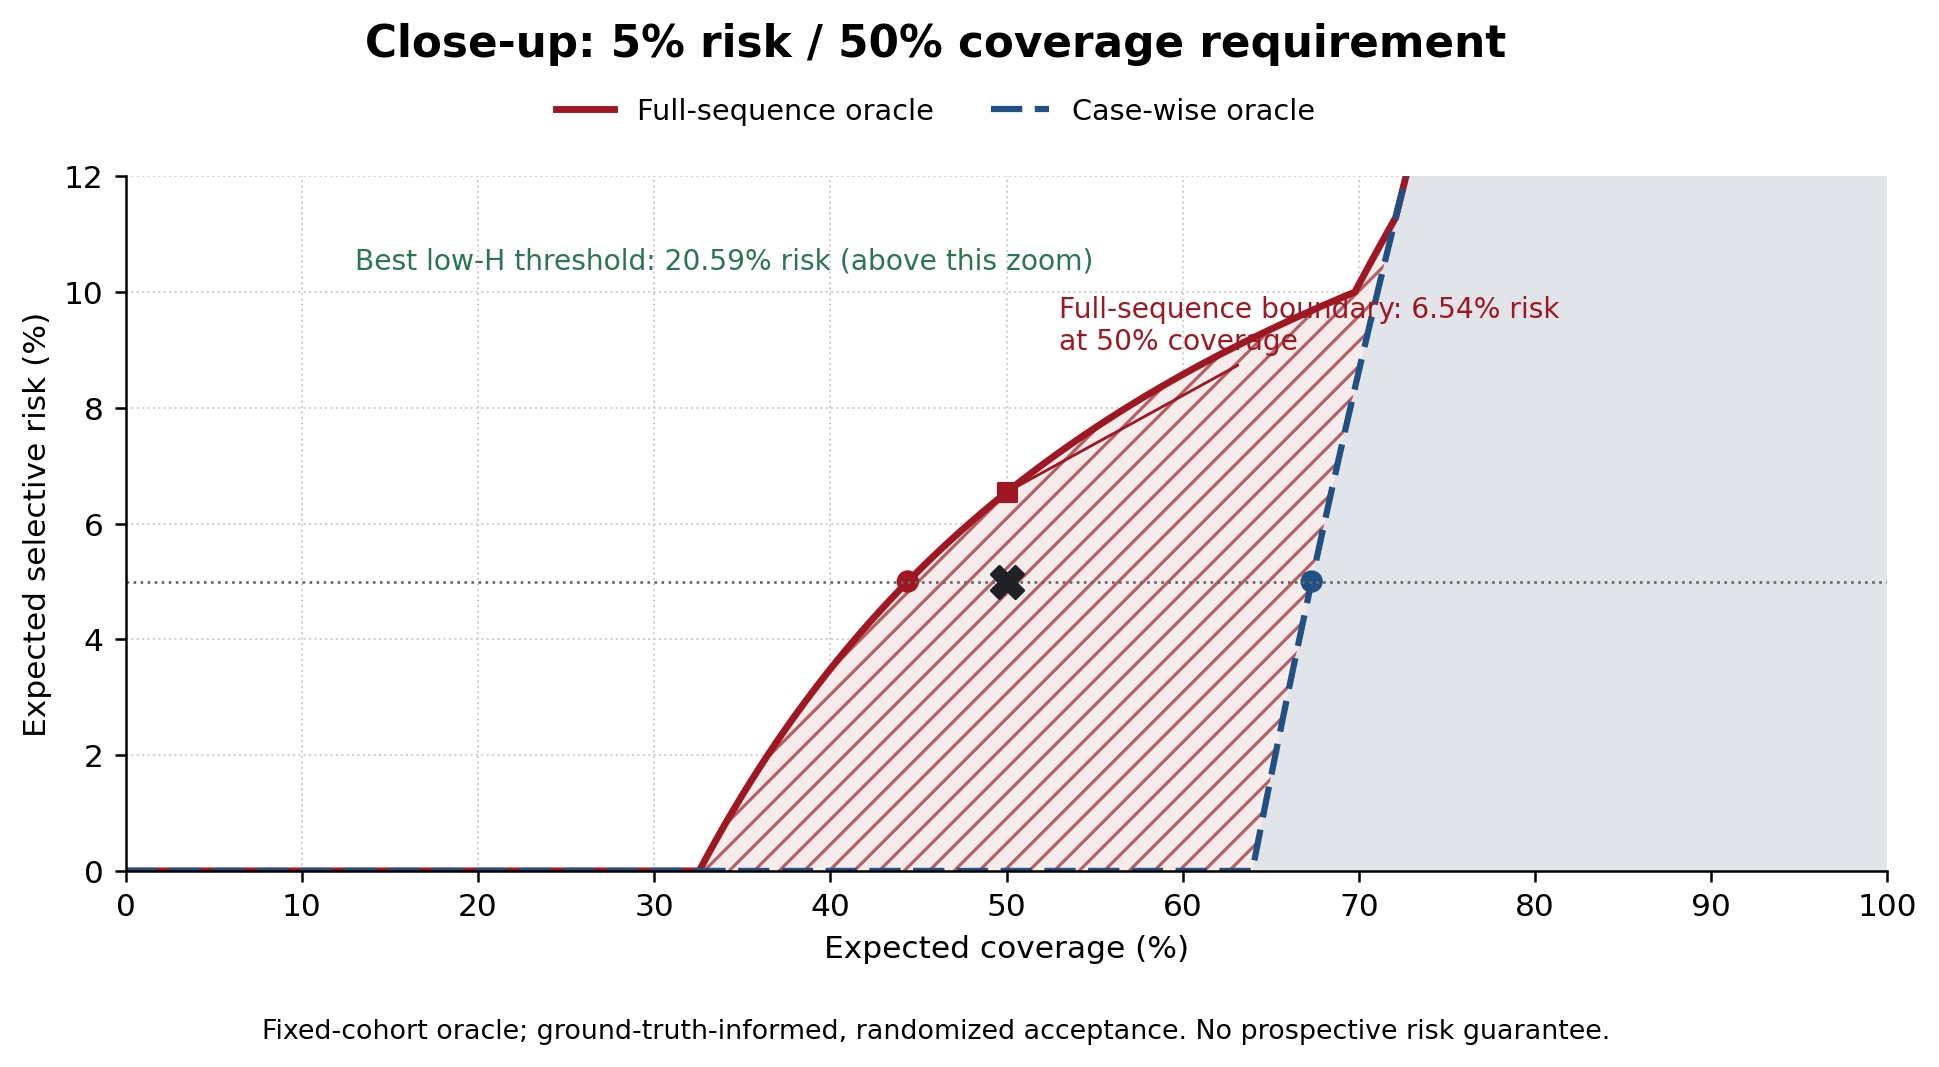 Close-up: 5% risk / 50% coverage requirement
Full-sequence oracle
Case-wise oracle
12
10
8
6
4
2
0
Expected selective risk (%)
Best low-H threshold: 20.59% risk (above this zoom)
Full-sequence boundary: 6.54% risk
at 50% coverage
0 10 20 30 40 50 60 70 80 90 100
Expected coverage (%)
Fixed-cohort oracle; ground-truth-informed, randomized acceptance. No prospective risk guarantee.